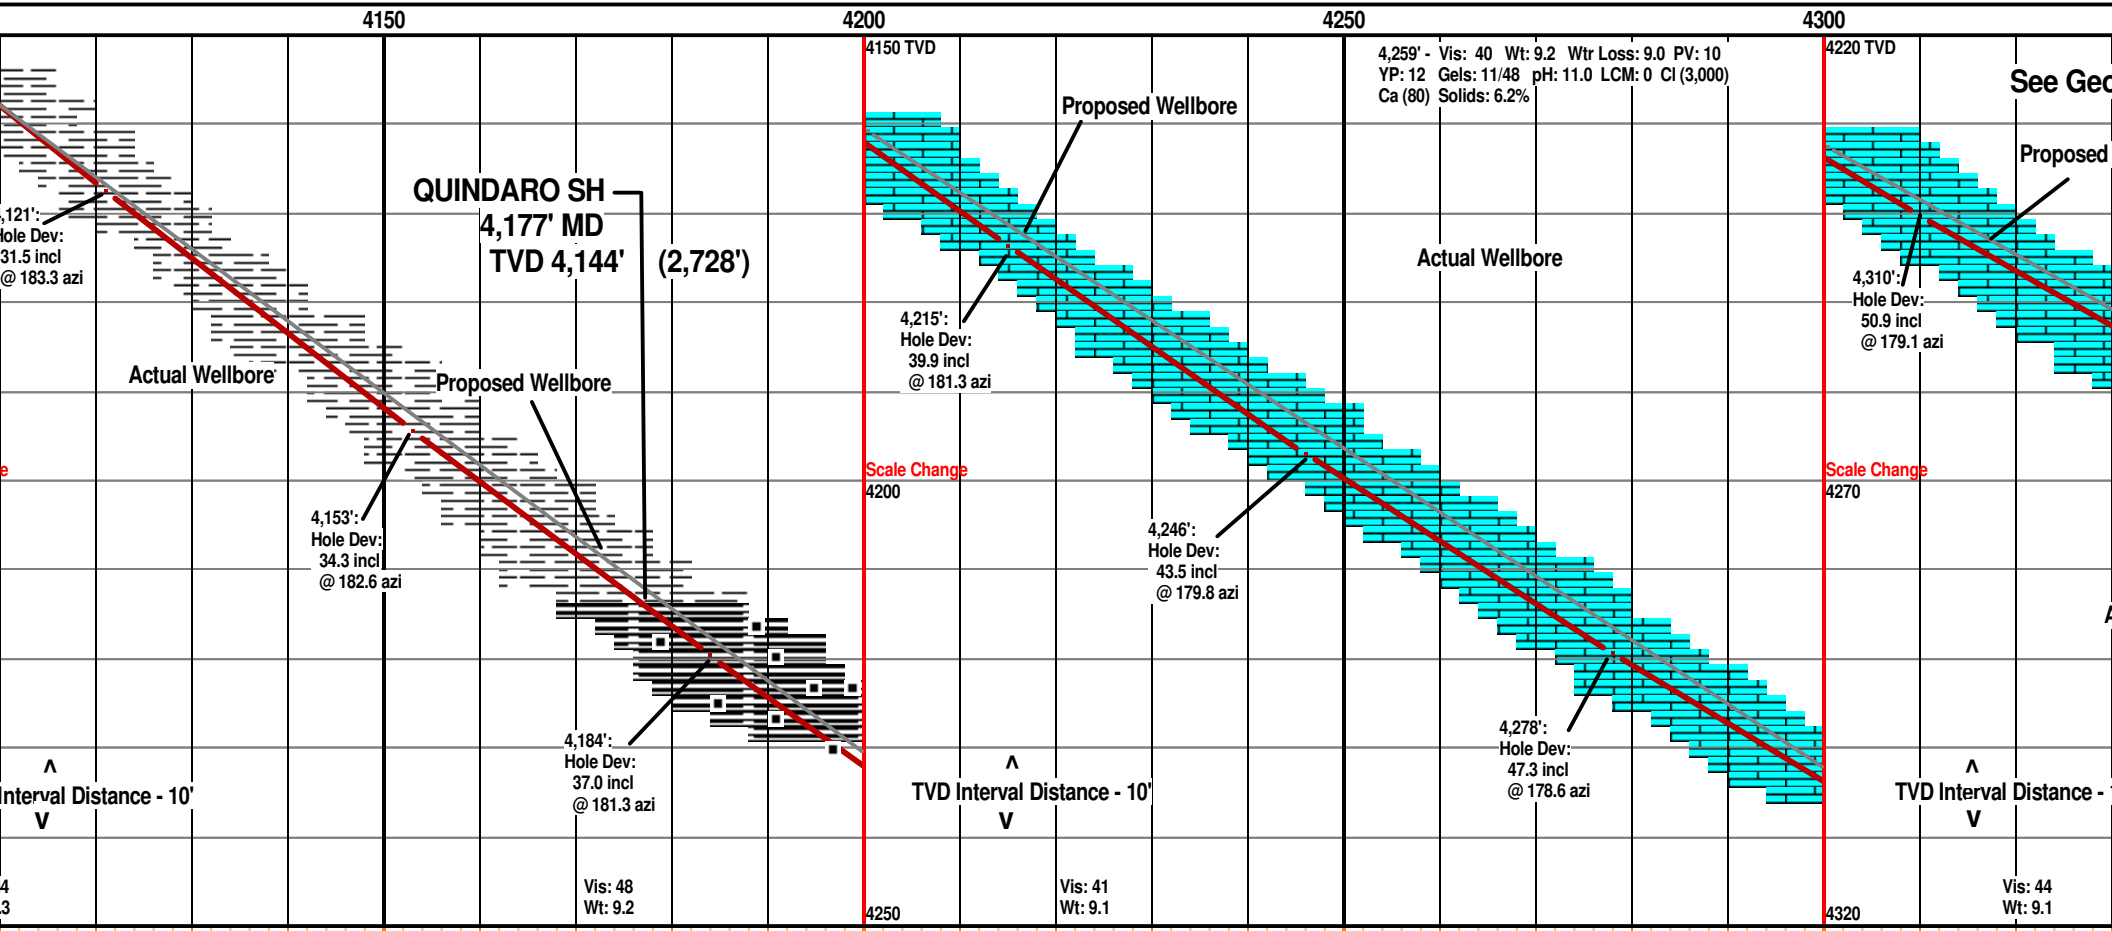 4150
4200
4250
4300
4150 TVD
4220 TVD
4,259' - Vis: 40 Wt: 9.2 Wtr Loss: 9.0 PV: 10
YP: 12 Gels: 11/48 pH: 11.0 LCM: 0 Cl (3,000)
Ca (80) Solids: 6.2%
See Geo
Proposed Wellbore
Proposed
QUINDARO SH
4,177' MD
TVD 4,144' (2,728')
,121':
Hole Dev:
31.5 incl
@ 183.3 azi
Actual Wellbore
4,310':
Hole Dev:
50.9 incl
@ 179.1 azi
4,215':
Hole Dev:
39.9 incl
@ 181.3 azi
Actual Wellbore
Proposed Wellbore
e
Scale Change
4200
Scale Change
4270
4,153':
Hole Dev:
34.3 incl
@ 182.6 azi
4,246':
Hole Dev:
43.5 incl
@ 179.8 azi
4,184':
Hole Dev:
37.0 incl
@ 181.3 azi
4,278':
Hole Dev:
47.3 incl
@ 178.6 azi
Interval Distance - 10'
TVD Interval Distance - 10'
TVD Interval Distance -
4
.3
Vis: 48
Wt: 9.2
Vis: 41
Wt: 9.1
Vis: 44
Wt: 9.1
4250
4320